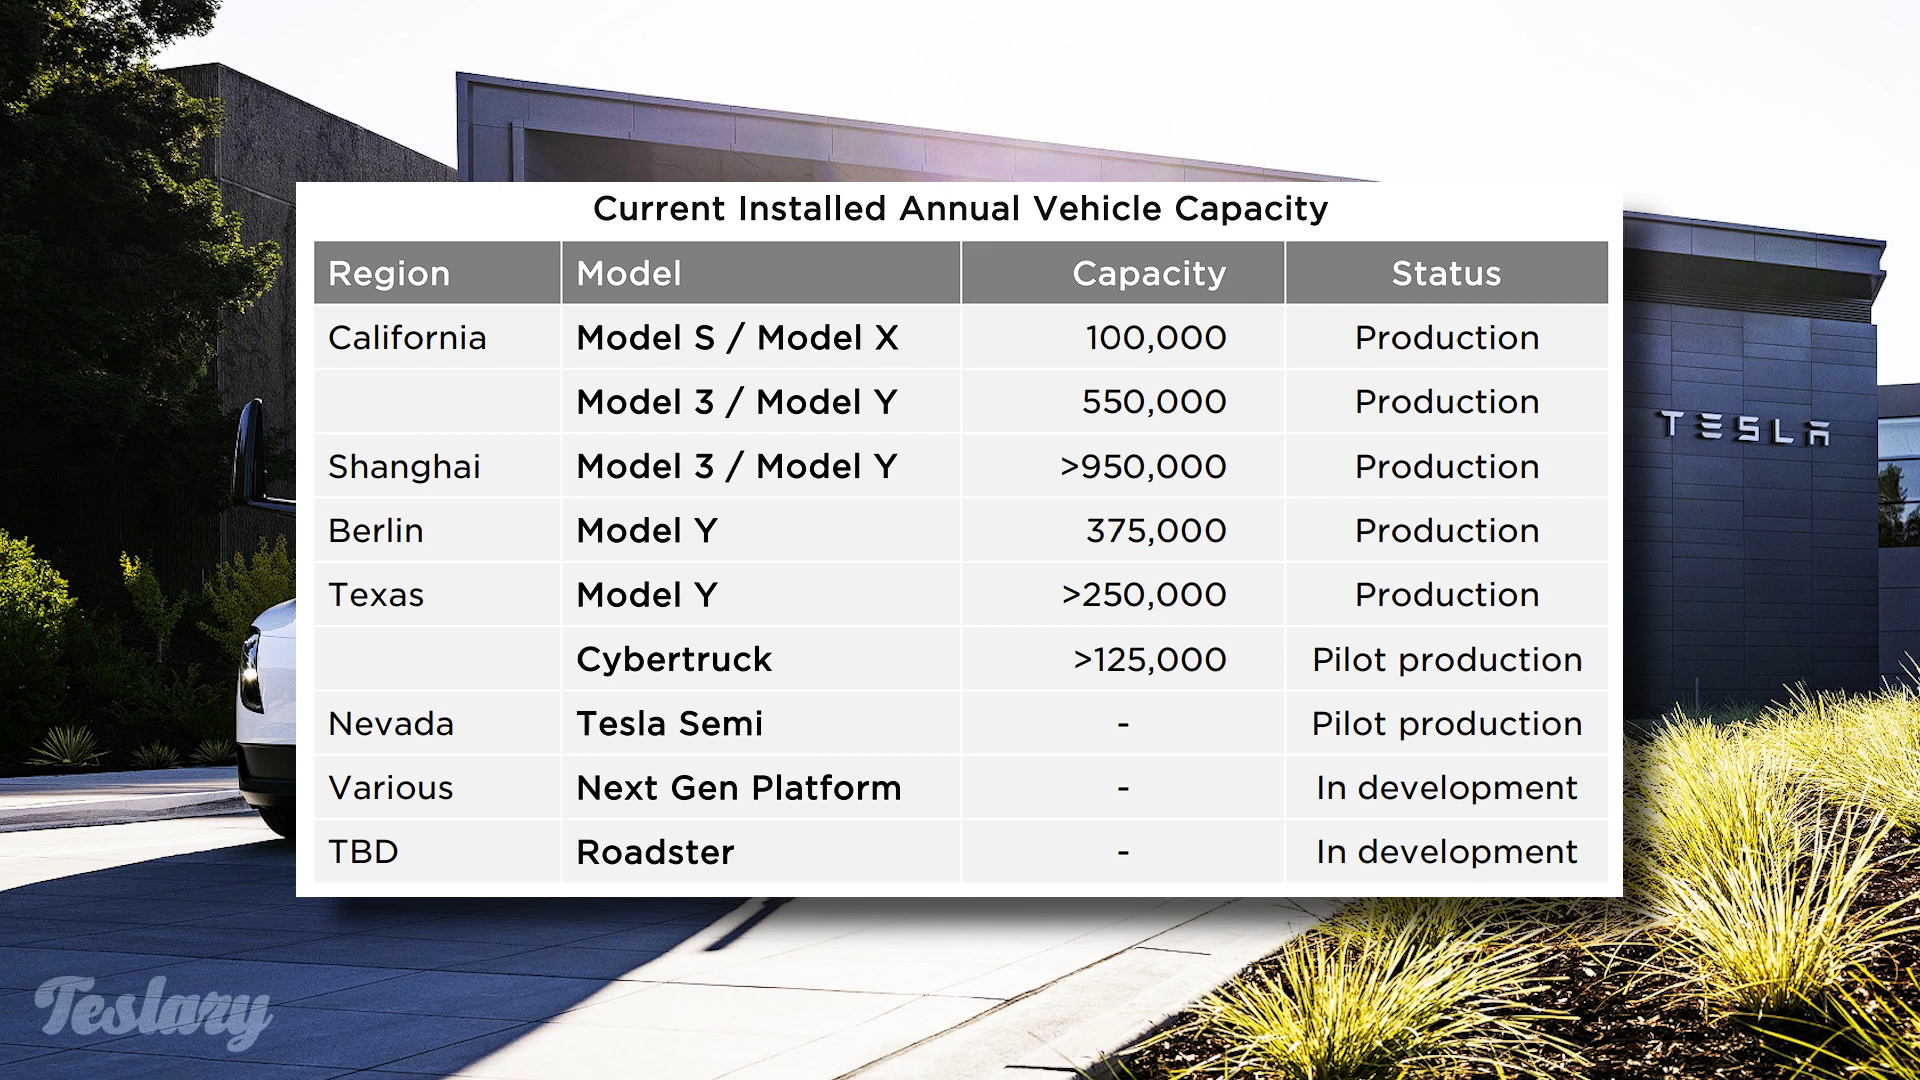 Current Installed Annual Vehicle Capacity
Region Model Capacity Status
California Model S / Model X 100,000 Production
Model 3 / Model Y 550,000 Production
Shanghai Model 3 / Model Y >950,000 Production
Berlin Model Y 375,000 Production
Texas Model Y >250,000 Production
Cybertruck >125,000 Pilot production
Nevada Tesla Semi - Pilot production
Various Next Gen Platform - In development
TBD Roadster - In development
TESLA
Teslary